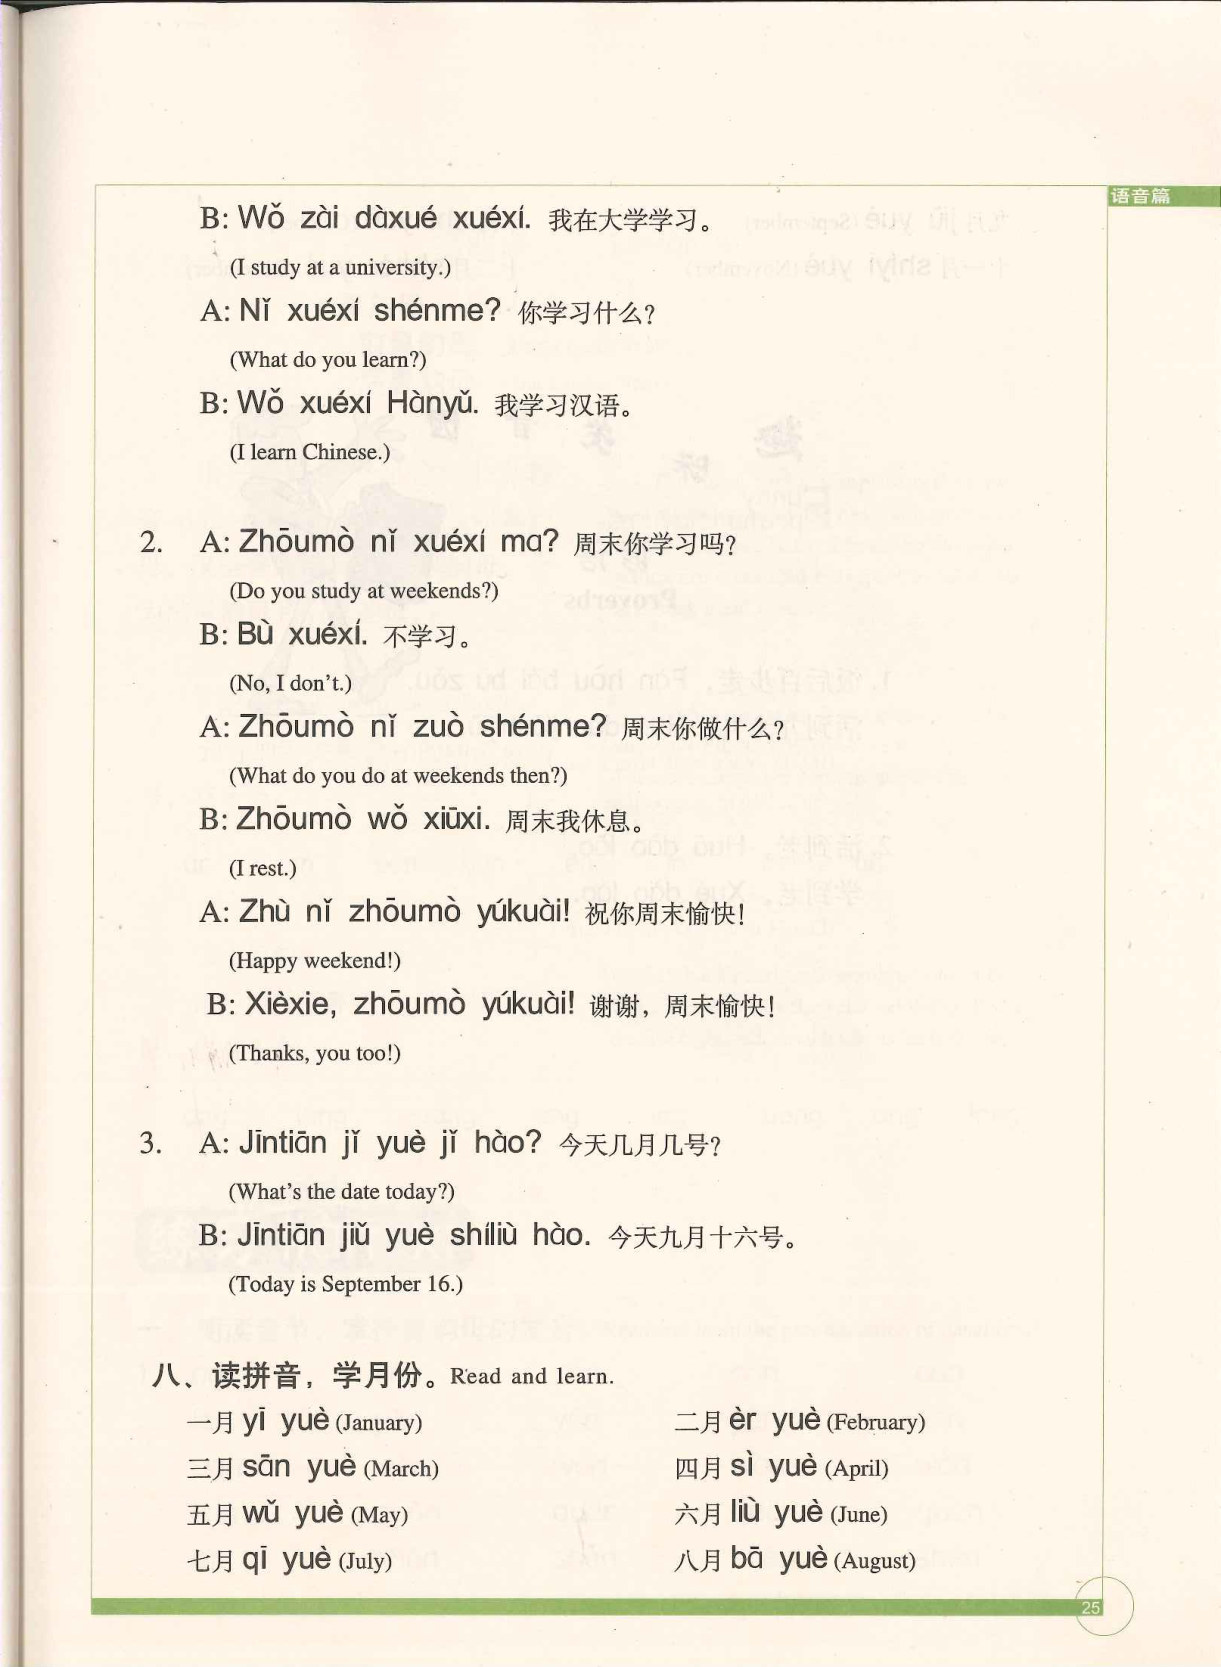 语音篇
B: Wǒ zài dàxué xuéxí. 我在大学学习。
(I study at a university.)
A: Nǐ xuéxí shénme? 你学习什么?
(What do you learn?)
B: Wǒ xuéxí Hànyǔ. 我学习汉语。
(I learn Chinese.)
2. A: Zhōumò nǐ xuéxí ma? 周末你学习吗?
(Do you study at weekends?)
B: Bù xuéxí. 不学习。
(No, I don't.)
A: Zhōumò nǐ zuò shénme? 周末你做什么?
(What do you do at weekends then?)
B: Zhōumò wǒ xiūxi. 周末我休息。
(I rest.)
A: Zhù nǐ zhōumò yúkuài! 祝你周末愉快!
(Happy weekend!)
B: Xièxie, zhōumò yúkuài! 谢谢，周末愉快!
(Thanks, you too!)
3. A: Jīntiān jǐ yuè jǐ hào? 今天几月几号?
(What's the date today?)
B: Jīntiān jiǔ yuè shíliù hào. 今天九月十六号。
(Today is September 16.)
八、读拼音，学月份。Read and learn.
一月 yī yuè (January) 二月 èr yuè (February)
三月 sān yuè (March) 四月 sì yuè (April)
五月 wǔ yuè (May) 六月 liù yuè (June)
七月 qī yuè (July) 八月 bā yuè (August)
25